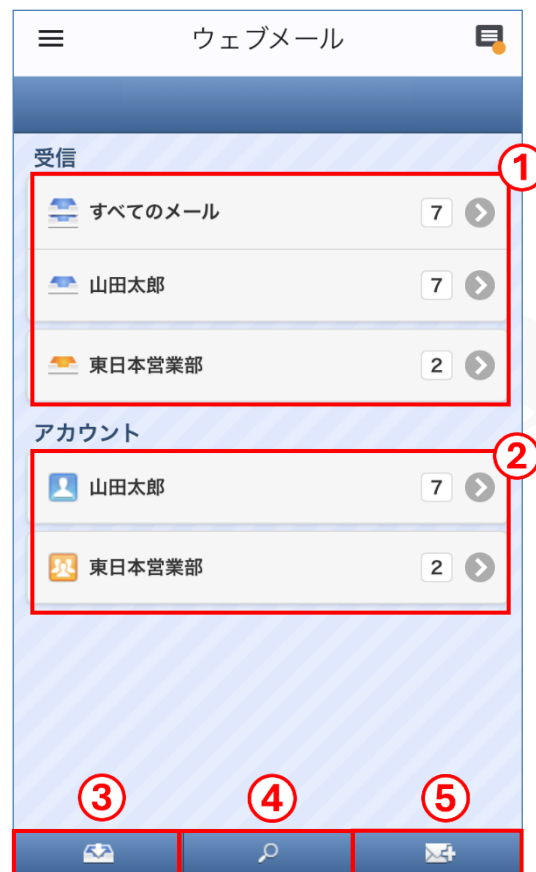 ウェブメール
受信
①
すべてのメール 7
山田太郎 7
東日本営業部 2
アカウント
②
山田太郎 7
東日本営業部 2
③ ④ ⑤